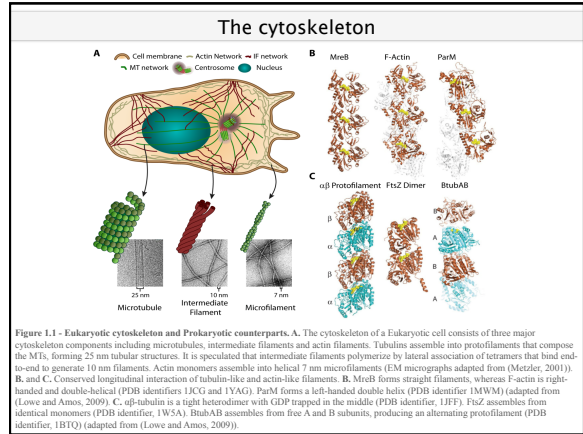 The cytoskeleton
A
Cell membrane Actin Network IF network
MT network Centrosome Nucleus
25 nm
Microtubule
10 nm
Intermediate
Filament
7 nm
Microfilament
B
MreB F-Actin ParM
C
αβ Protofilament FtsZ Dimer BtubAB
β
α
β
α
B
A
B
A
Figure 1.1 - Eukaryotic cytoskeleton and Prokaryotic counterparts. A. The cytoskeleton of a Eukaryotic cell consists of three major
cytoskeleton components including microtubules, intermediate filaments and actin filaments. Tubulins assemble into protofilaments that compose
the MTs, forming 25 nm tubular structures. It is speculated that intermediate filaments polymerize by lateral association of tetramers that bind end-
to-end to generate 10 nm filaments. Actin monomers assemble into helical 7 nm microfilaments (EM micrographs adapted from (Metzler, 2001)).
B. and C. Conserved longitudinal interaction of tubulin-like and actin-like filaments. B. MreB forms straight filaments, whereas F-actin is right-
handed and double-helical (PDB identifiers 1JCG and 1YAG). ParM forms a left-handed double helix (PDB identifier 1MWM) (adapted from
(Lowe and Amos, 2009). C. αβ-tubulin is a tight heterodimer with GDP trapped in the middle (PDB identifier, 1JFF). FtsZ assembles from
identical monomers (PDB identifier, 1W5A). BtubAB assembles from free A and B subunits, producing an alternating protofilament (PDB
identifier, 1BTQ) (adapted from (Lowe and Amos, 2009)).